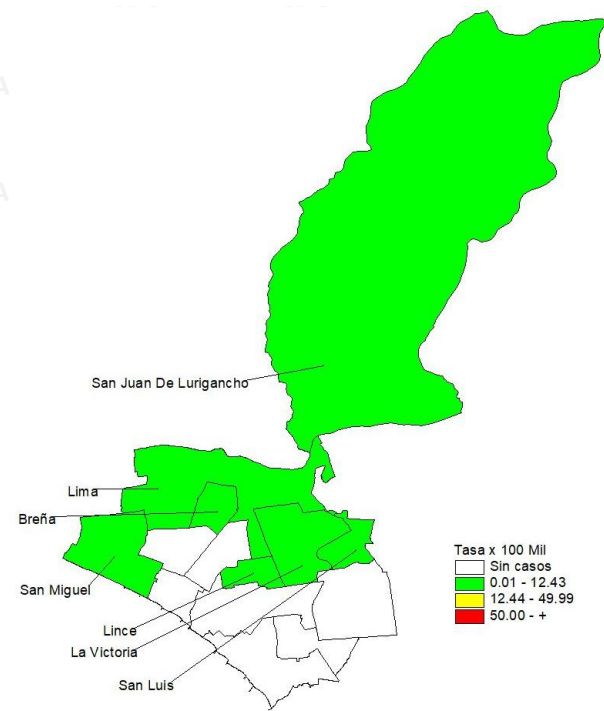 San Juan De Lurigancho
Lima
Breña
San Miguel
Lince
La Victoria
San Luis
Tasa x 100 Mil
Sin casos
0.01 - 12.43
12.44 - 49.99
50.00 - +